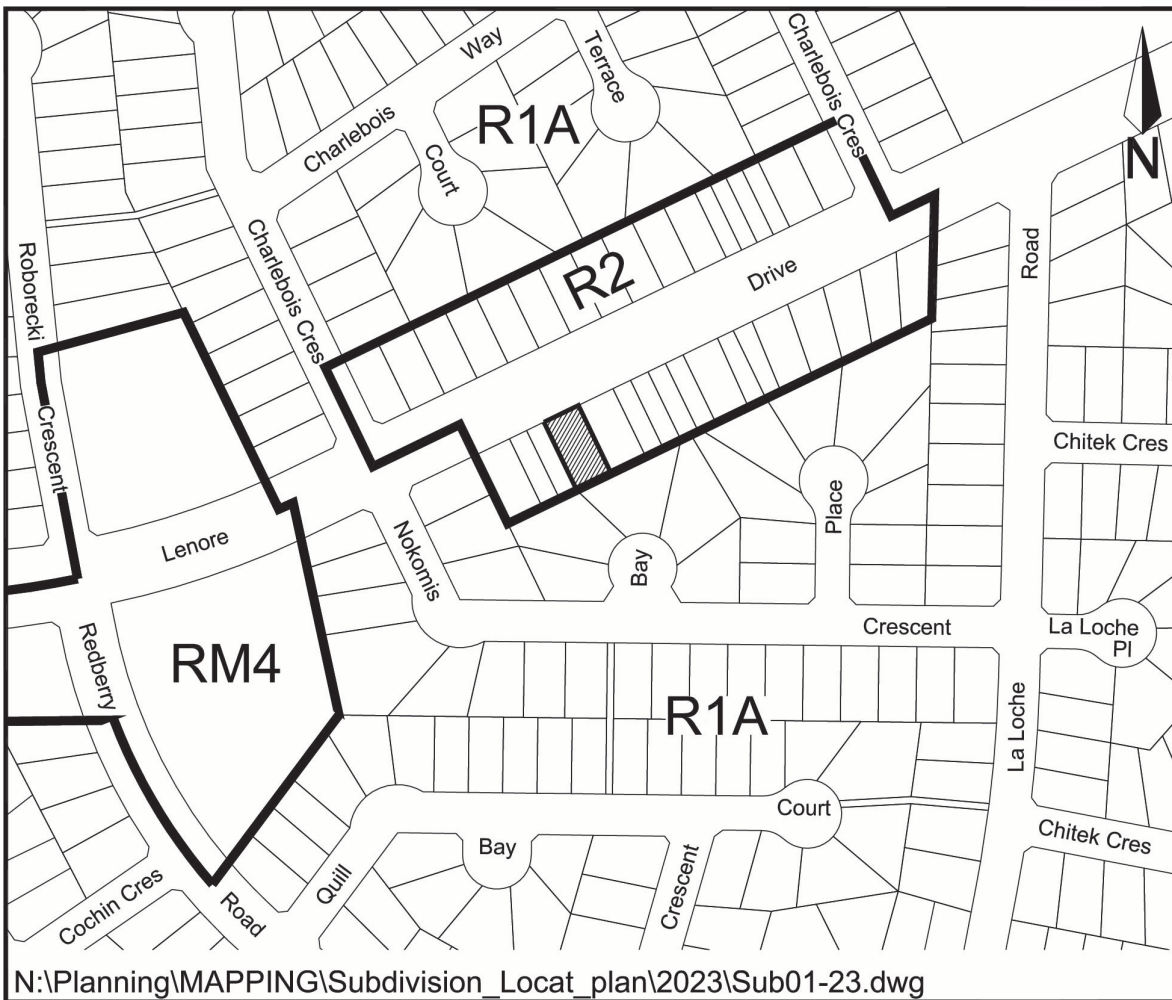 Way
Terrace
Charlebois Cres
R1A
Charlebois
Court
N
Roborecki
Charlebois Cres
R2
Drive
Road
Crescent
Chitek Cres
Lenore
Nokomis
Place
Bay
Crescent
La Loche
Pl
Redberry
RM4
R1A
La Loche
Court
Chitek Cres
Bay
Quill
Crescent
Cochin Cres
Road
N:\Planning\MAPPING\Subdivision_Locat_plan\2023\Sub01-23.dwg